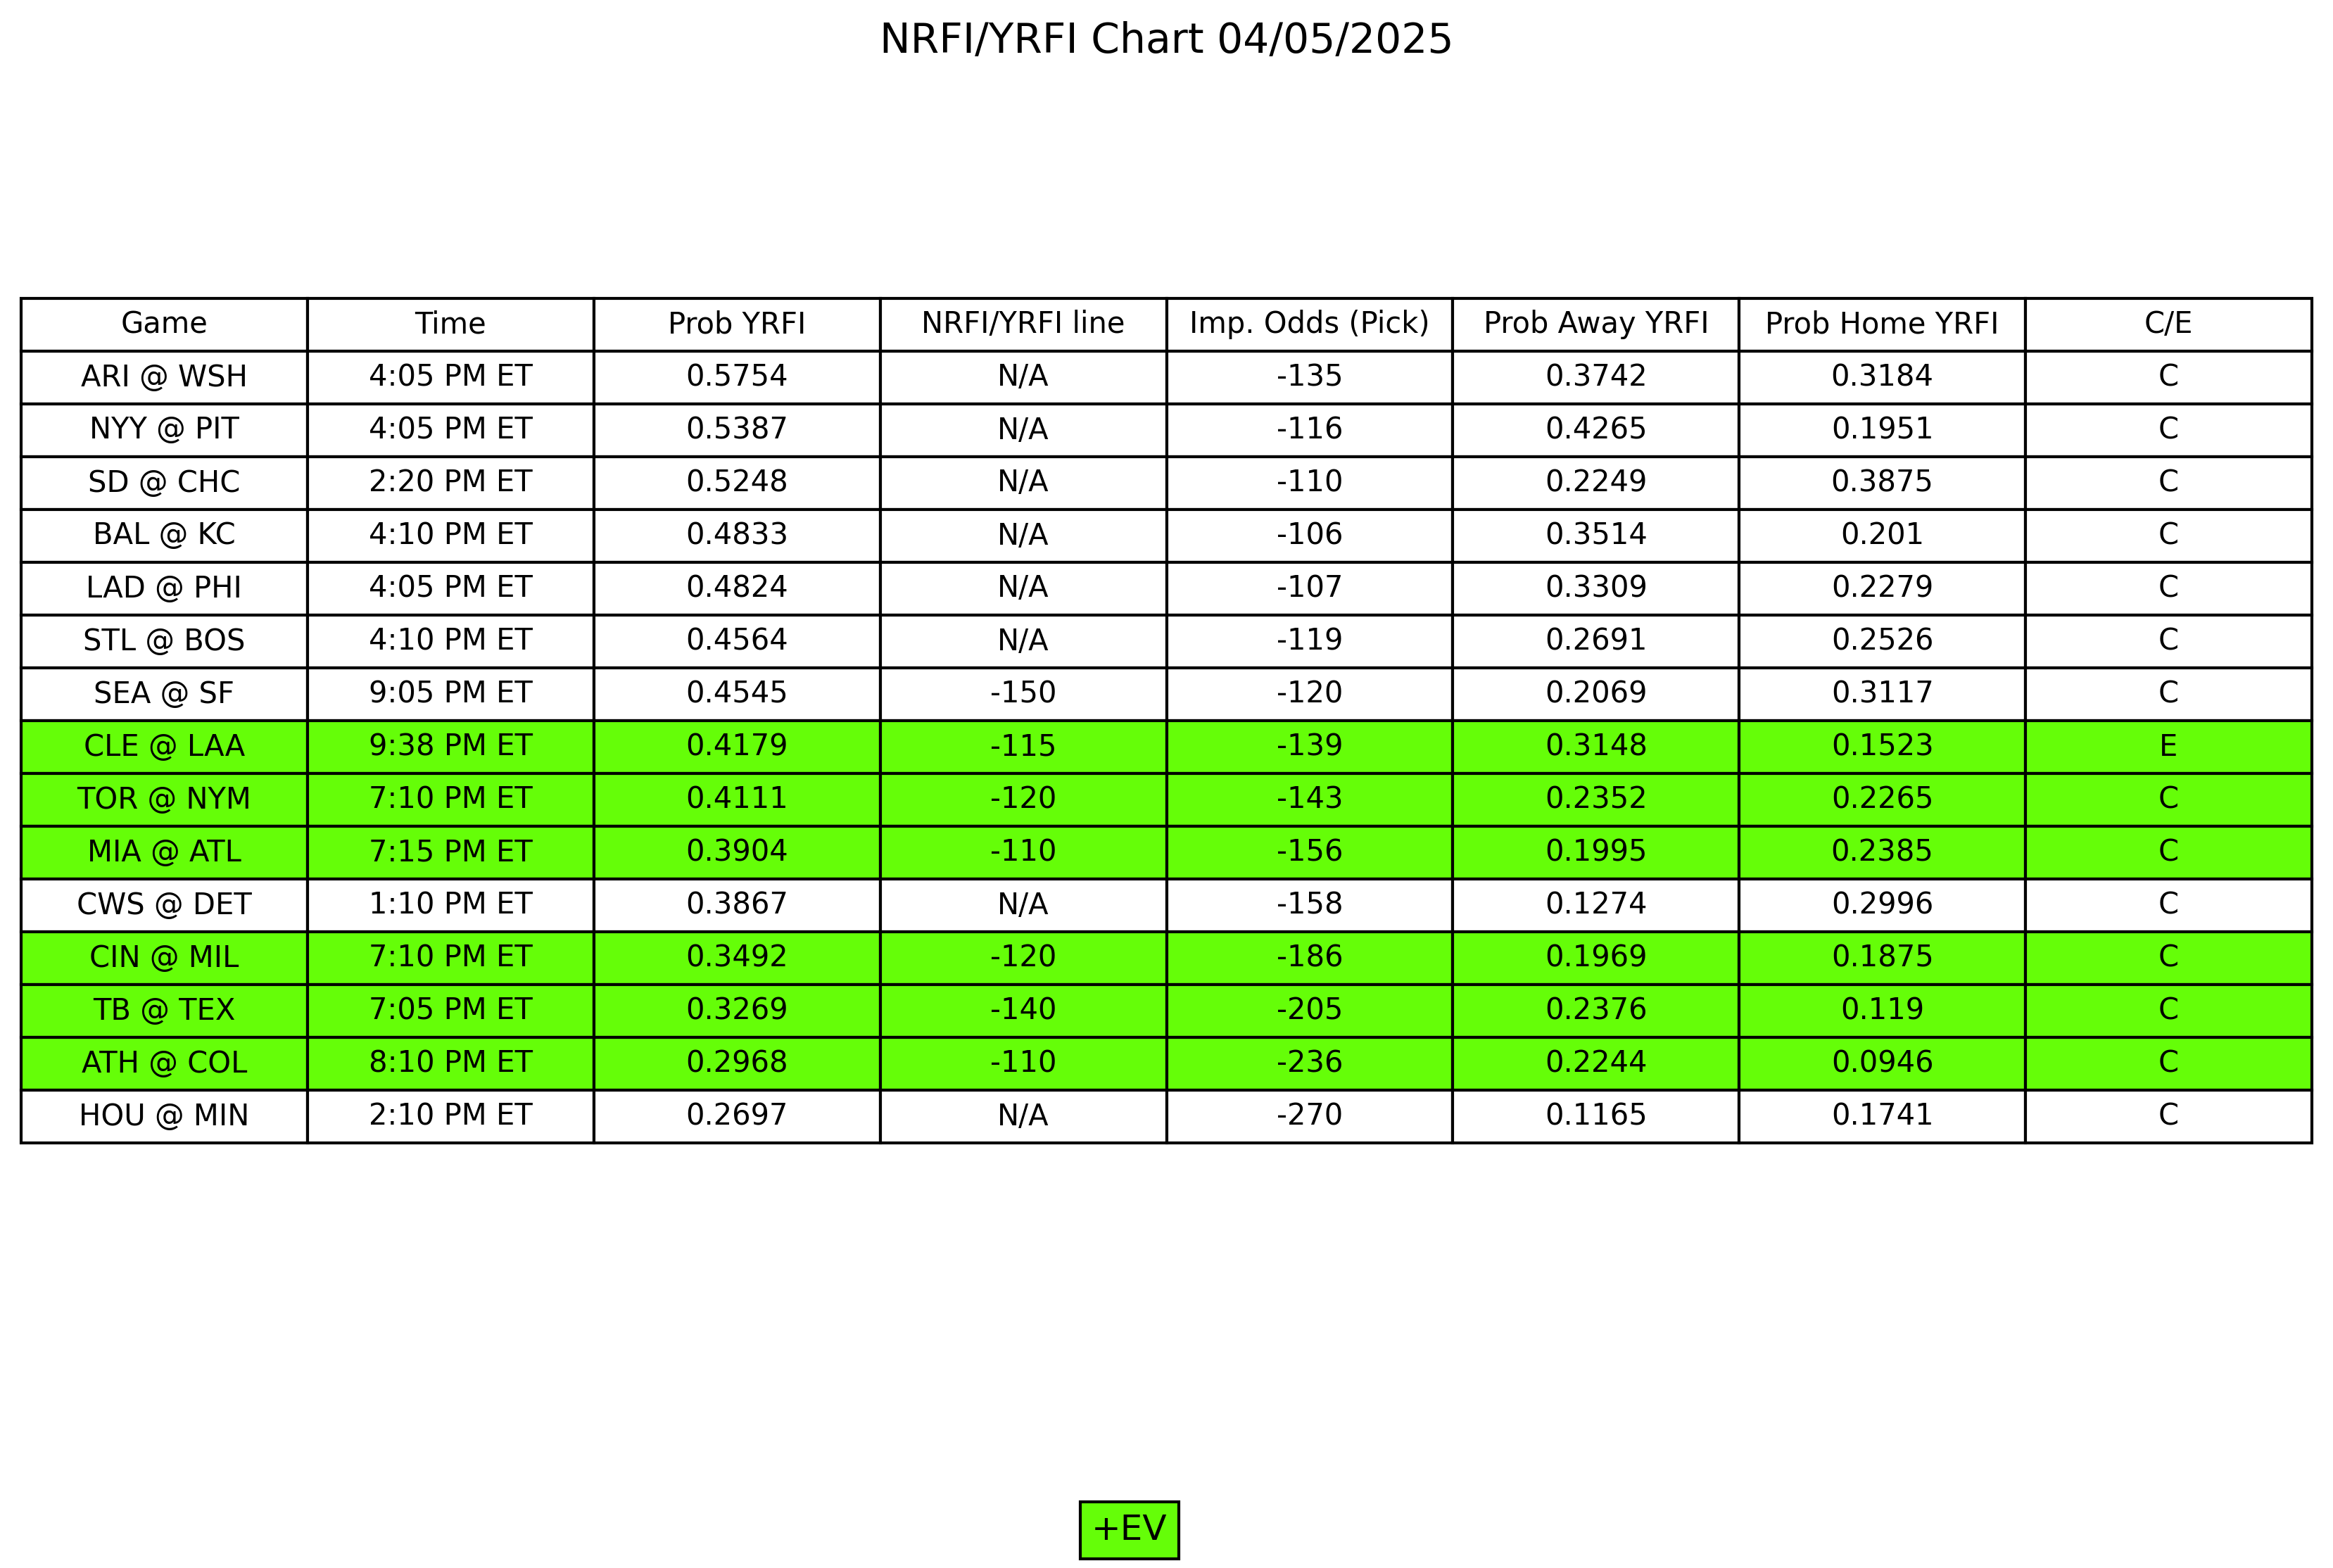 NRFI/YRFI Chart 04/05/2025
Game Time Prob YRFI NRFI/YRFI line Imp. Odds (Pick) Prob Away YRFI Prob Home YRFI C/E
ARI @ WSH 4:05 PM ET 0.5754 N/A -135 0.3742 0.3184 C
NYY @ PIT 4:05 PM ET 0.5387 N/A -116 0.4265 0.1951 C
SD @ CHC 2:20 PM ET 0.5248 N/A -110 0.2249 0.3875 C
BAL @ KC 4:10 PM ET 0.4833 N/A -106 0.3514 0.201 C
LAD @ PHI 4:05 PM ET 0.4824 N/A -107 0.3309 0.2279 C
STL @ BOS 4:10 PM ET 0.4564 N/A -119 0.2691 0.2526 C
SEA @ SF 9:05 PM ET 0.4545 -150 -120 0.2069 0.3117 C
CLE @ LAA 9:38 PM ET 0.4179 -115 -139 0.3148 0.1523 E
TOR @ NYM 7:10 PM ET 0.4111 -120 -143 0.2352 0.2265 C
MIA @ ATL 7:15 PM ET 0.3904 -110 -156 0.1995 0.2385 C
CWS @ DET 1:10 PM ET 0.3867 N/A -158 0.1274 0.2996 C
CIN @ MIL 7:10 PM ET 0.3492 -120 -186 0.1969 0.1875 C
TB @ TEX 7:05 PM ET 0.3269 -140 -205 0.2376 0.119 C
ATH @ COL 8:10 PM ET 0.2968 -110 -236 0.2244 0.0946 C
HOU @ MIN 2:10 PM ET 0.2697 N/A -270 0.1165 0.1741 C
+EV